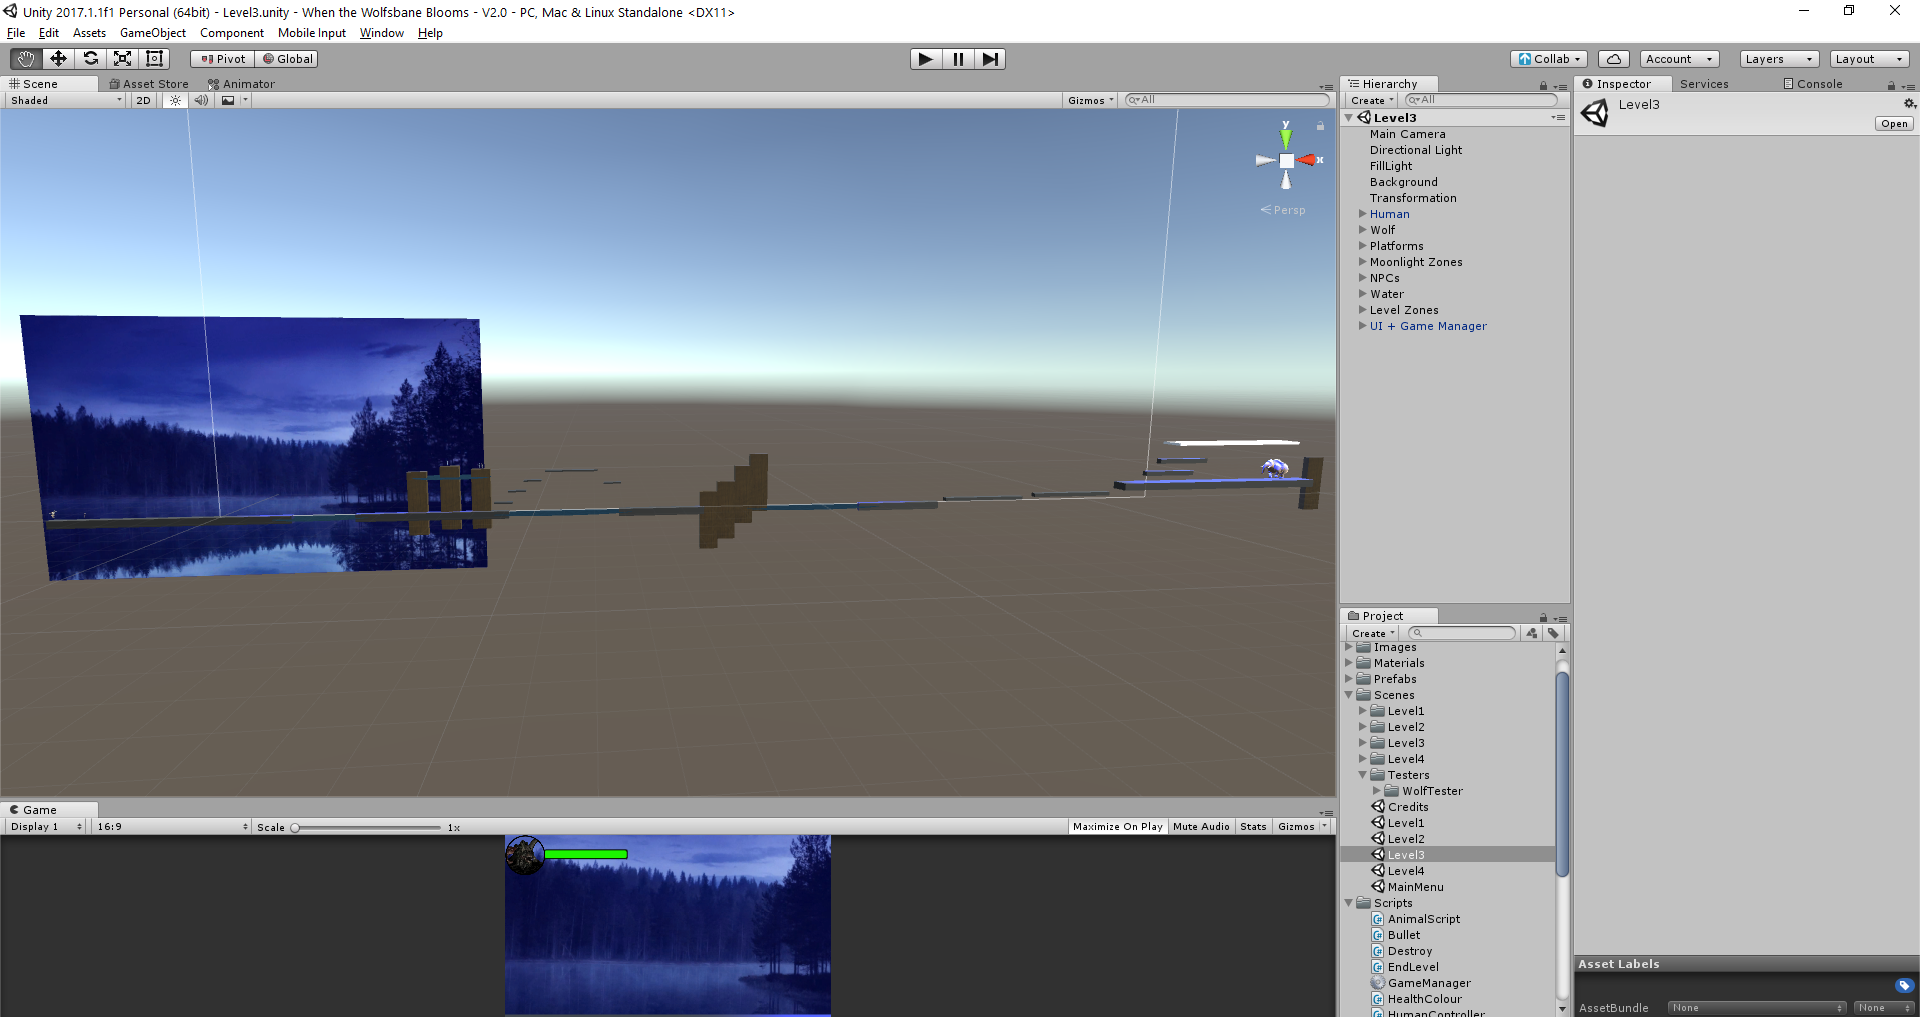 Unity 2017.1.1f1 Personal (64bit) - Level3.unity - When the Wolfsbane Blooms - V2.0 - PC, Mac & Linux Standalone <DX11>
File Edit Assets GameObject Component Mobile Input Window Help
Pivot Global Collab Account Layers Layout
Scene Asset Store Animator
Shaded 2D Gizmos All
y
x
Persp
Hierarchy
Create All
Level3
Main Camera
Directional Light
FillLight
Background
Transformation
Human
Wolf
Platforms
Moonlight Zones
NPCs
Water
Level Zones
UI + Game Manager
Inspector Services Console
Level3
Open
Project
Create
Images
Materials
Prefabs
Scenes
Level1
Level2
Level3
Level4
Testers
WolfTester
Credits
Level1
Level2
Level3
Level4
MainMenu
Scripts
AnimalScript
Bullet
Destroy
EndLevel
GameManager
HealthColour
HumanController
Game
Display 1 16:9 Scale 1x Maximize On Play Mute Audio Stats Gizmos
Asset Labels
AssetBundle None None